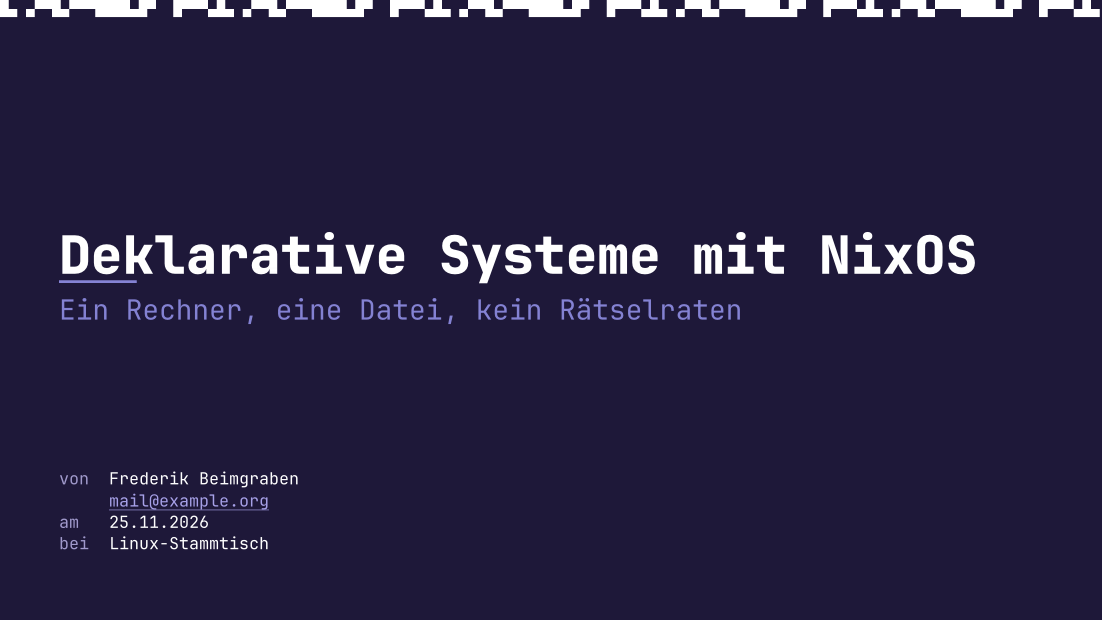 Deklarative Systeme mit NixOS
Ein Rechner, eine Datei, kein Rätselraten
von Frederik Beimgraben
mail@example.org
am 25.11.2026
bei Linux-Stammtisch